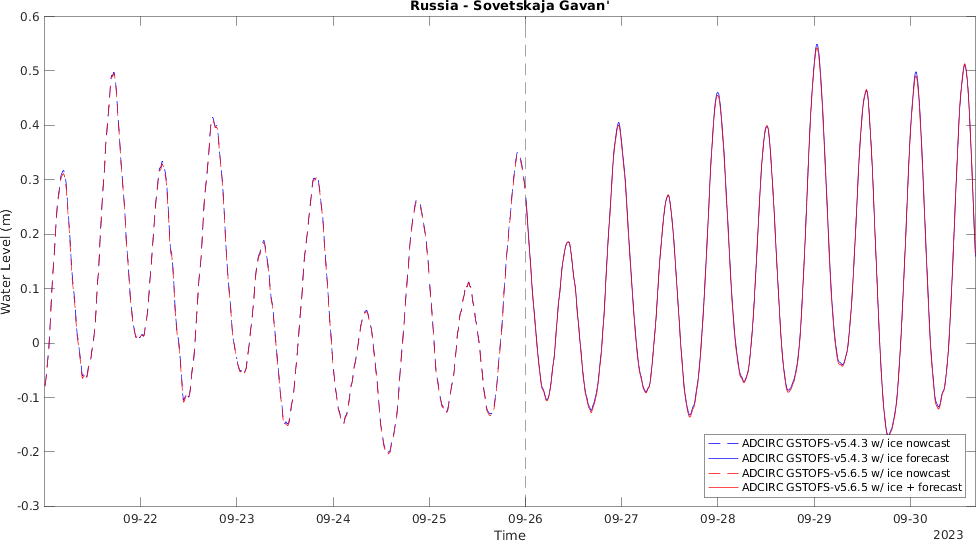 Russia - Sovetskaja Gavan'
0.6
0.5
0.4
0.3
0.2
0.1
0
-0.1
-0.2
-0.3
Water Level (m)
ADCIRC GSTOFS-v5.4.3 w/ ice nowcast
ADCIRC GSTOFS-v5.4.3 w/ ice forecast
ADCIRC GSTOFS-v5.6.5 w/ ice nowcast
ADCIRC GSTOFS-v5.6.5 w/ ice + forecast
09-22 09-23 09-24 09-25 09-26 09-27 09-28 09-29 09-30
Time
2023